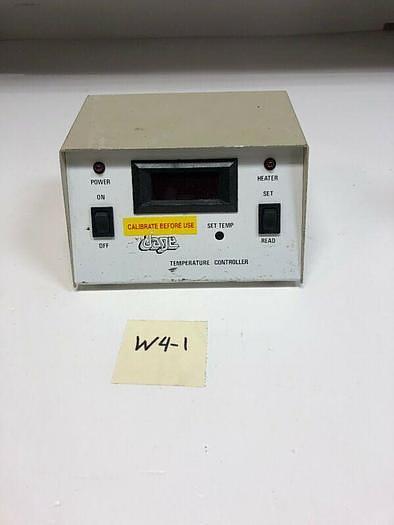 POWER
HEATER
ON
SET
CALIBRATE BEFORE USE
SET TEMP
OFF
READ
TEMPERATURE CONTROLLER
W4-1